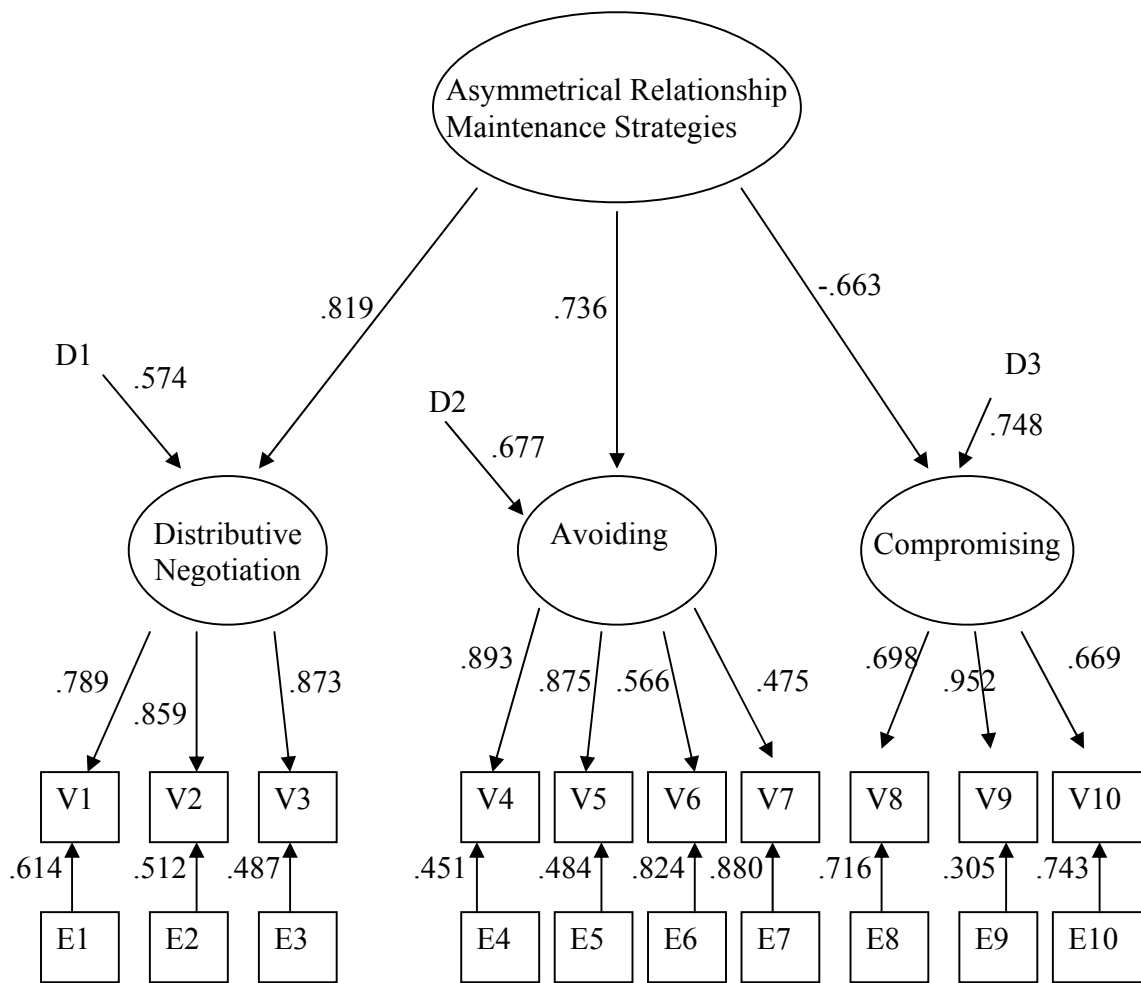 Asymmetrical Relationship
Maintenance Strategies
.819
.736
-.663
D1
.574
D2
.677
D3
.748
Distributive
Negotiation
Avoiding
Compromising
.789
.859
.873
.893
.875
.566
.475
.698
.952
.669
V1
V2
V3
V4
V5
V6
V7
V8
V9
V10
.614
.512
.487
.451
.484
.824
.880
.716
.305
.743
E1
E2
E3
E4
E5
E6
E7
E8
E9
E10